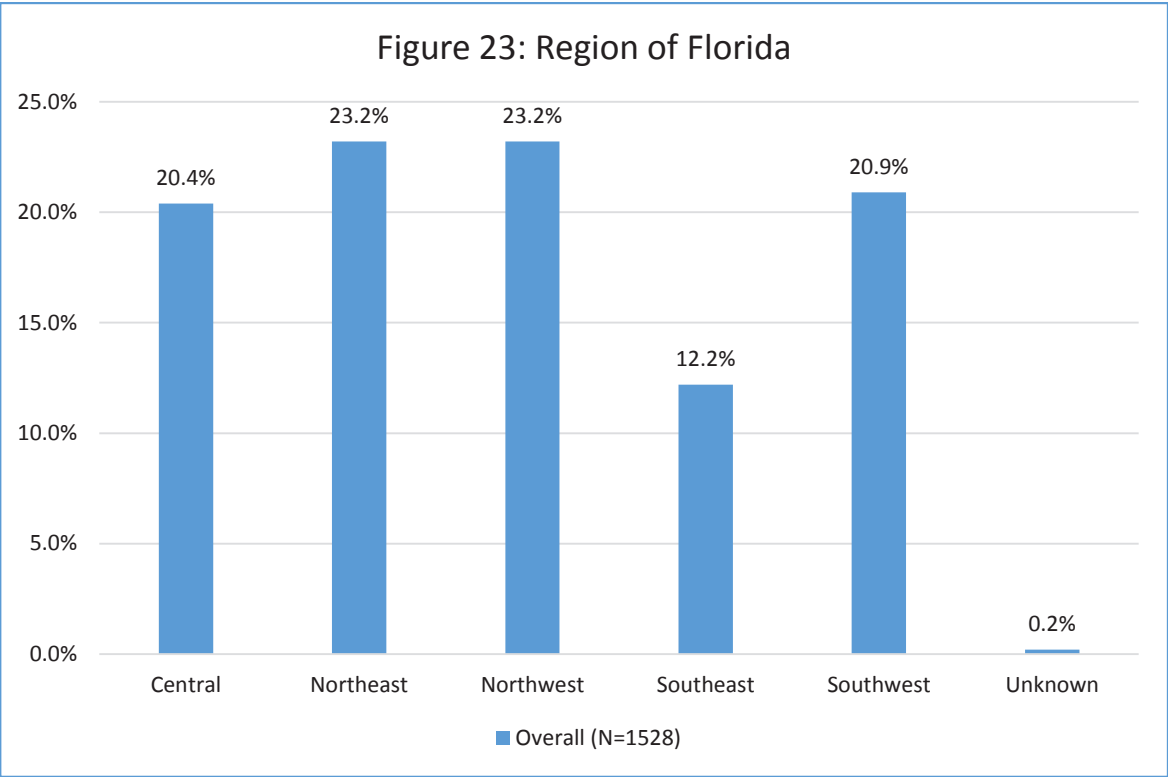 Figure 23: Region of Florida
25.0%
20.0%
15.0%
10.0%
5.0%
0.0%
20.4%
23.2%
23.2%
12.2%
20.9%
0.2%
Central
Northeast
Northwest
Southeast
Southwest
Unknown
Overall (N=1528)